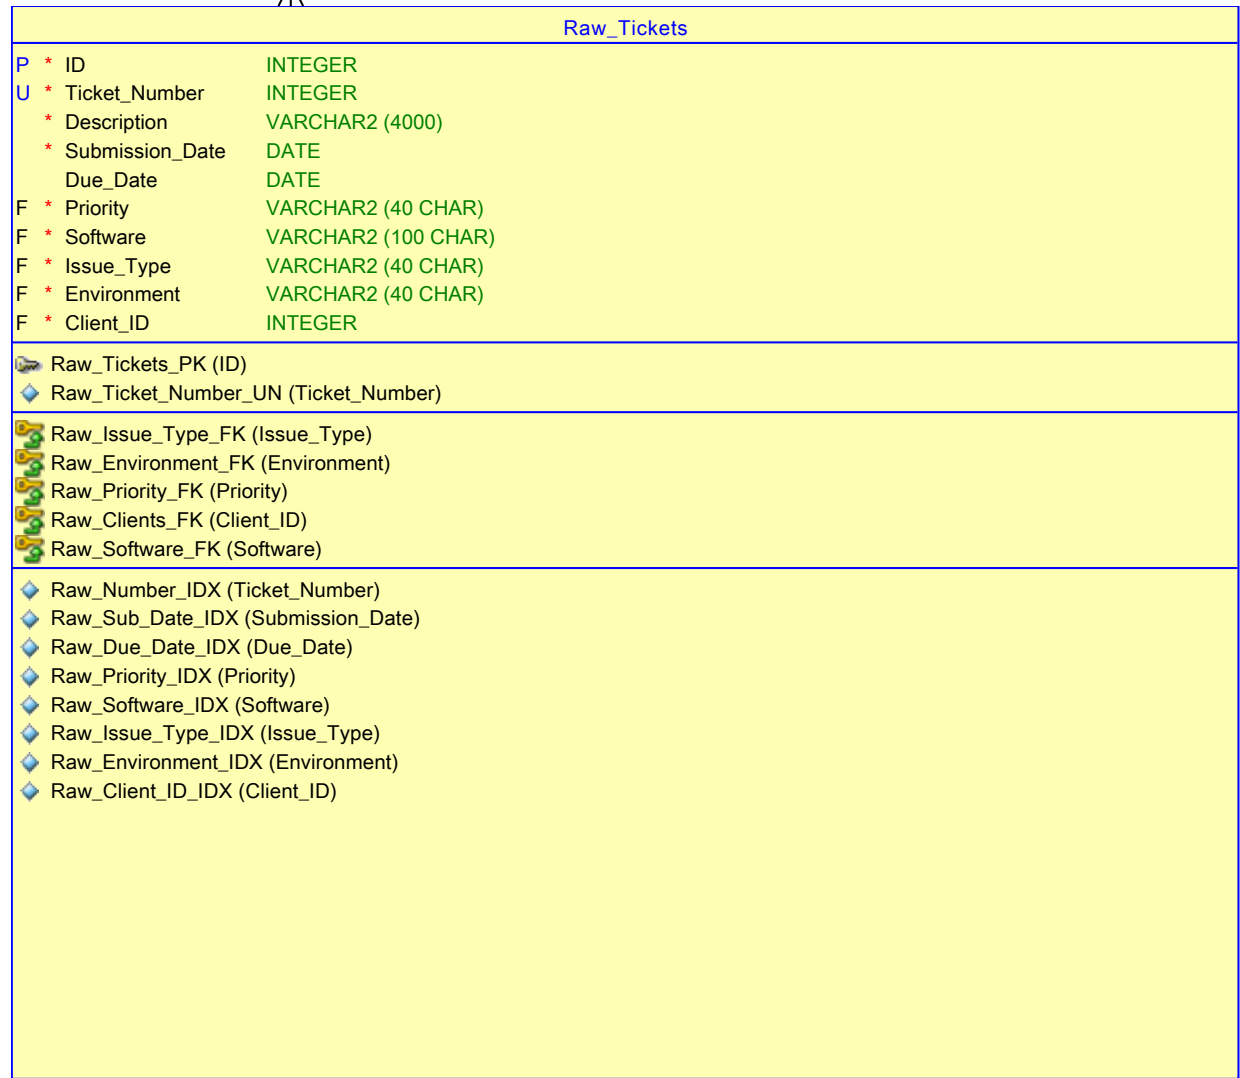 Raw_Tickets
P * ID INTEGER
U * Ticket_Number INTEGER
* Description VARCHAR2 (4000)
* Submission_Date DATE
Due_Date DATE
F * Priority VARCHAR2 (40 CHAR)
F * Software VARCHAR2 (100 CHAR)
F * Issue_Type VARCHAR2 (40 CHAR)
F * Environment VARCHAR2 (40 CHAR)
F * Client_ID INTEGER
Raw_Tickets_PK (ID)
Raw_Ticket_Number_UN (Ticket_Number)
Raw_Issue_Type_FK (Issue_Type)
Raw_Environment_FK (Environment)
Raw_Priority_FK (Priority)
Raw_Clients_FK (Client_ID)
Raw_Software_FK (Software)
Raw_Number_IDX (Ticket_Number)
Raw_Sub_Date_IDX (Submission_Date)
Raw_Due_Date_IDX (Due_Date)
Raw_Priority_IDX (Priority)
Raw_Software_IDX (Software)
Raw_Issue_Type_IDX (Issue_Type)
Raw_Environment_IDX (Environment)
Raw_Client_ID_IDX (Client_ID)